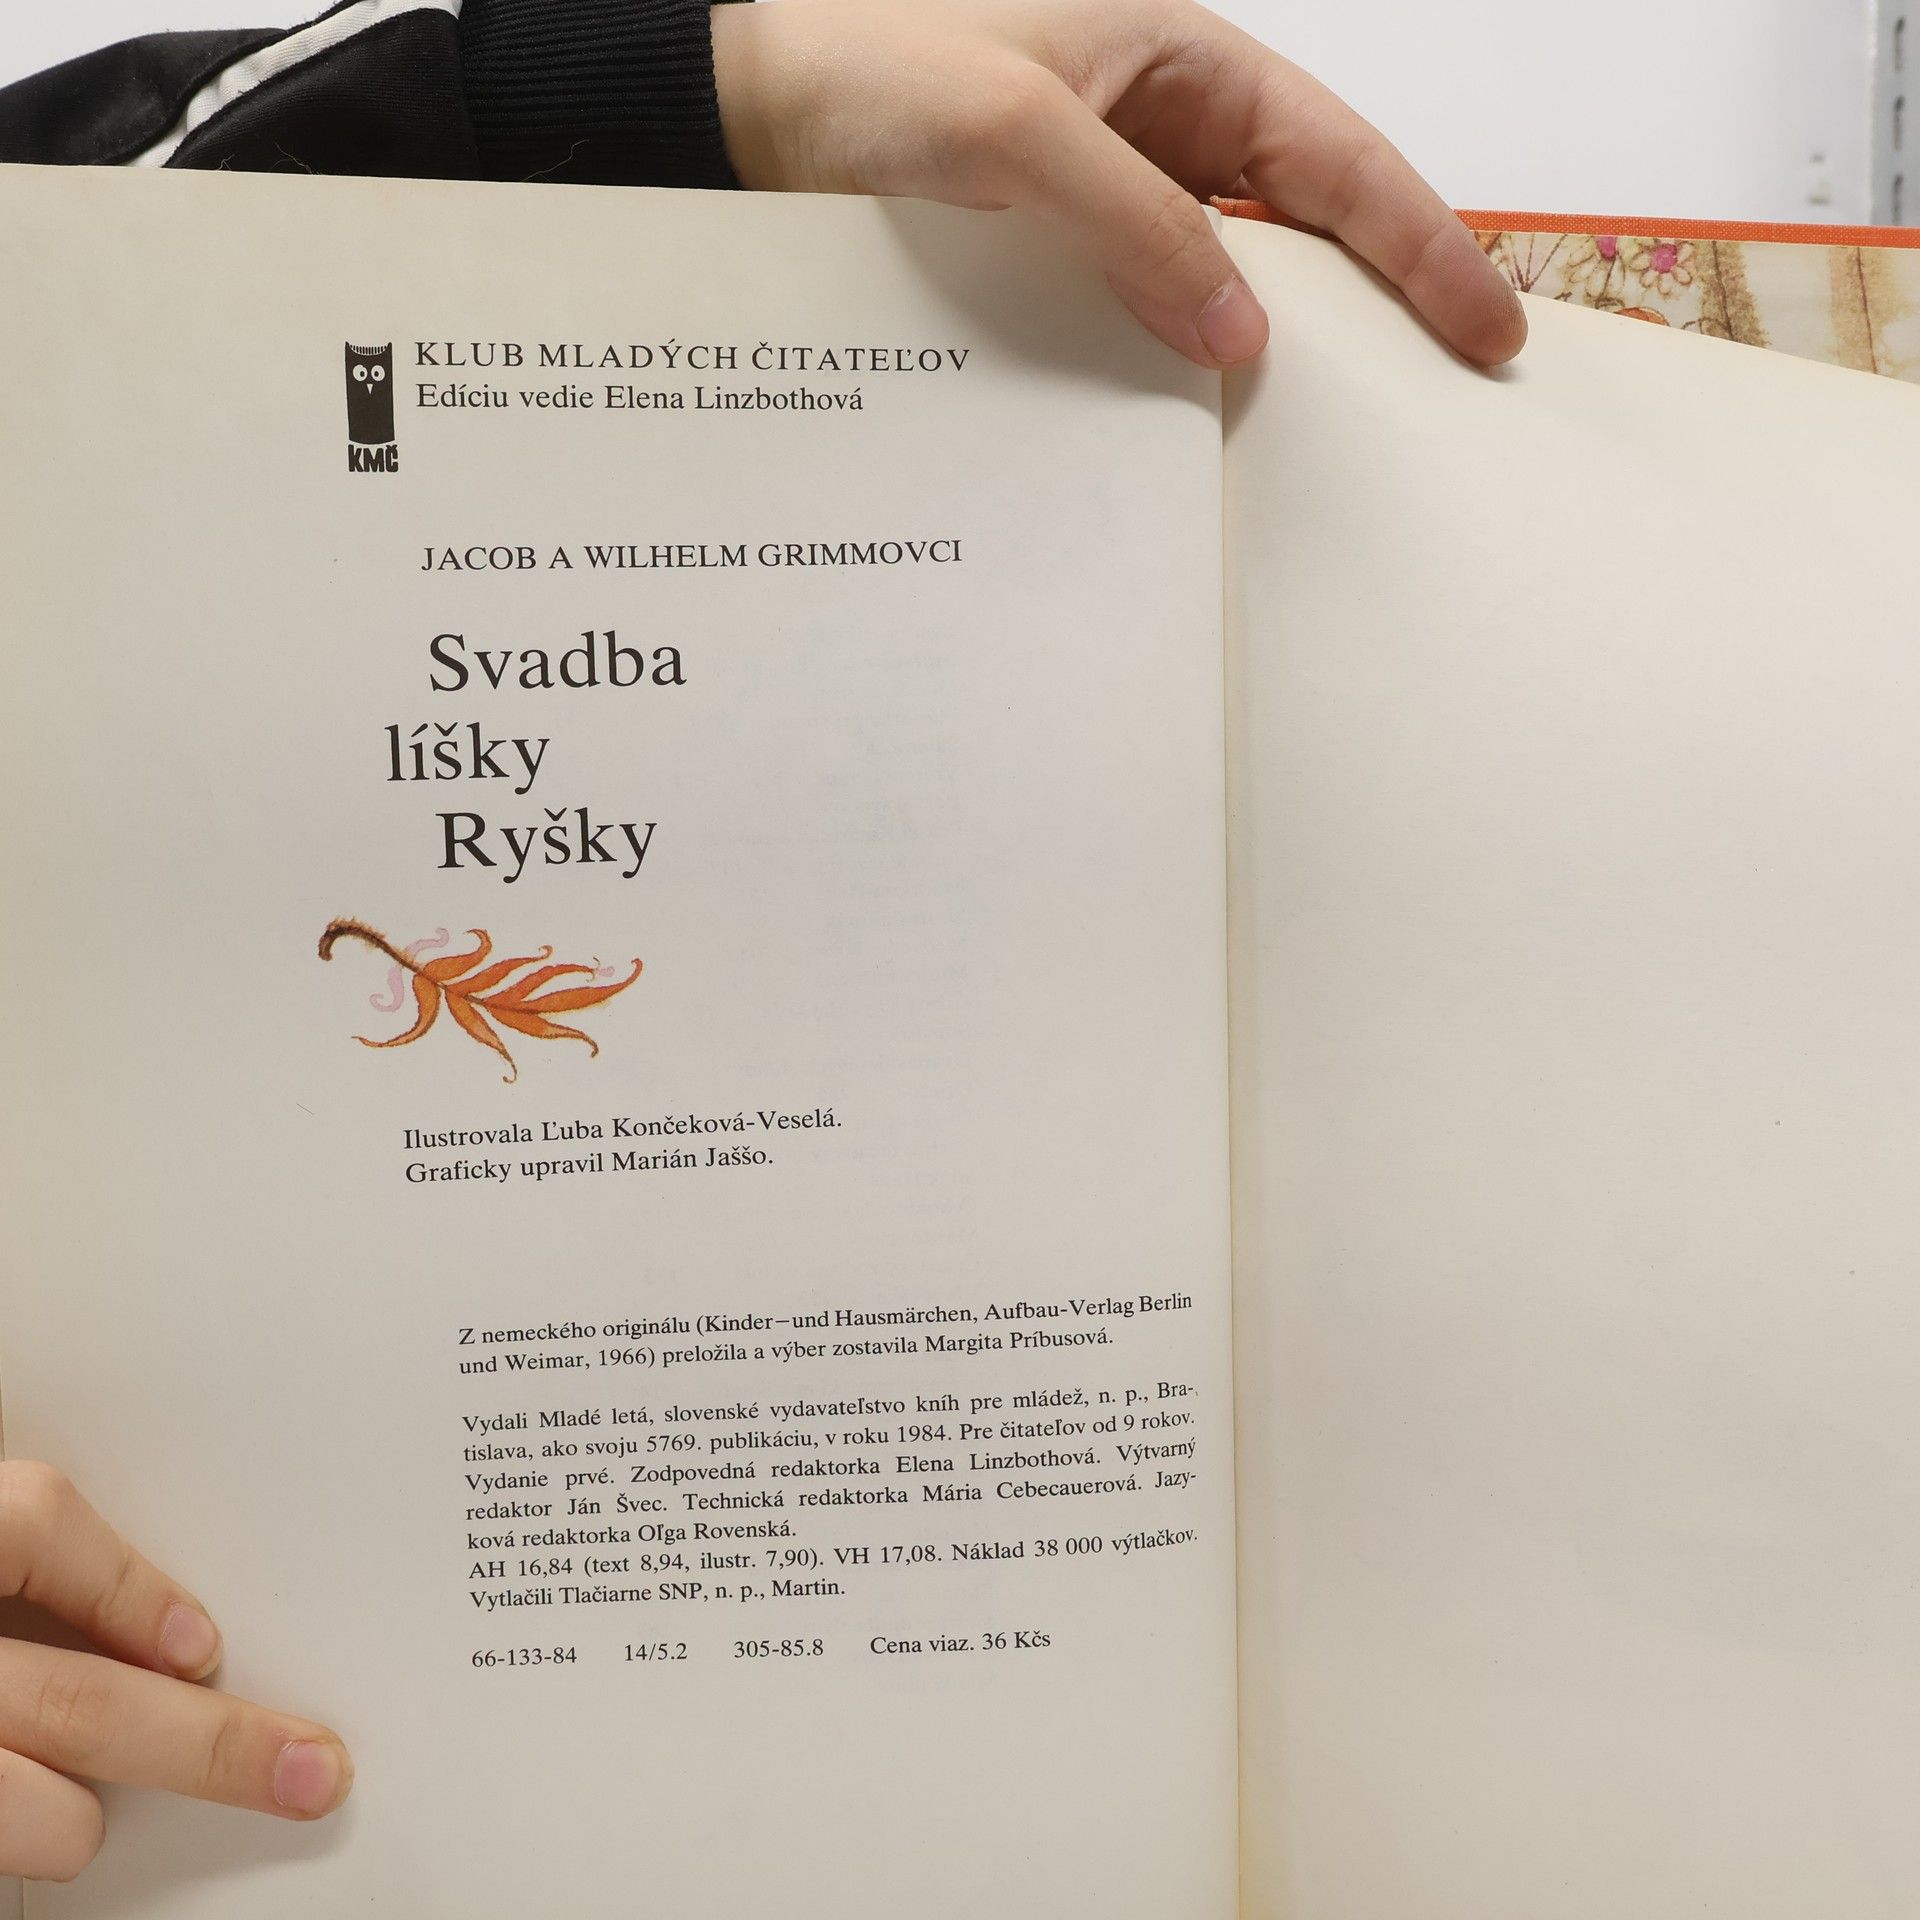 KLUB MLADÝCH ČITATEĽOV
Edíciu vedie Elena Linzbothová
KMČ
JACOB A WILHELM GRIMMOVCI
Svadba
líšky
Ryšky
Ilustrovala Ľuba Končeková-Veselá.
Graficky upravil Marián Jaššo.
Z nemeckého originálu (Kinder–und Hausmärchen, Aufbau-Verlag Berlin
und Weimar, 1966) preložila a výber zostavila Margita Príbusová.
Vydali Mladé letá, slovenské vydavateľstvo kníh pre mládež, n. p., Bra-
tislava, ako svoju 5769. publikáciu, v roku 1984. Pre čitateľov od 9 rokov.
Vydanie prvé. Zodpovedná redaktorka Elena Linzbothová. Výtvarný
redaktor Ján Švec. Technická redaktorka Mária Cebecauerová. Jazy-
ková redaktorka Oľga Rovenská.
AH 16,84 (text 8,94, ilustr. 7,90). VH 17,08. Náklad 38 000 výtlačkov.
Vytlačili Tlačiarne SNP, n. p., Martin.
66-133-84 14/5.2 305-85.8 Cena viaz. 36 Kčs